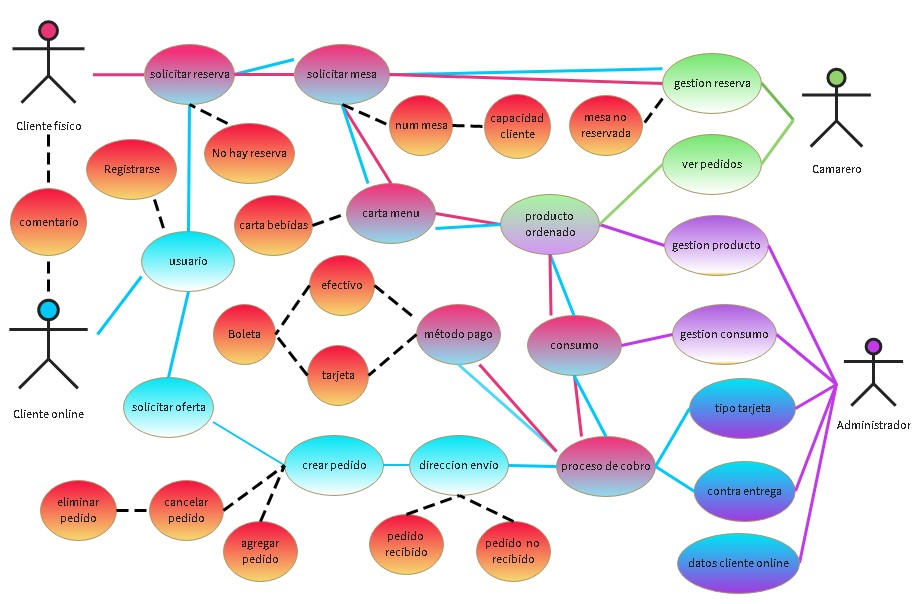 solicitar reserva
solicitar mesa
gestion reserva
Cliente físico
num mesa
capacidad
cliente
mesa no
reservada
No hay reserva
ver pedidos
Camarero
Registrarse
comentario
carta bebidas
carta menu
producto
ordenado
gestion producto
usuario
efectivo
Boleta
método pago
consumo
gestion consumo
tarjeta
Cliente online
solicitar oferta
tipo tarjeta
Administrador
crear pedido
direccion envio
proceso de cobro
contra entrega
eliminar
pedido
cancelar
pedido
agregar
pedido
pedido
recibido
pedido no
recibido
datos cliente online